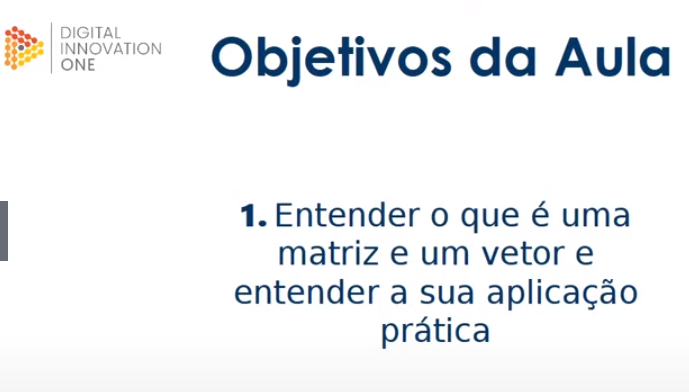 DIGITAL
INNOVATION
ONE
Objetivos da Aula
1. Entender o que é uma
matriz e um vetor e
entender a sua aplicação
prática